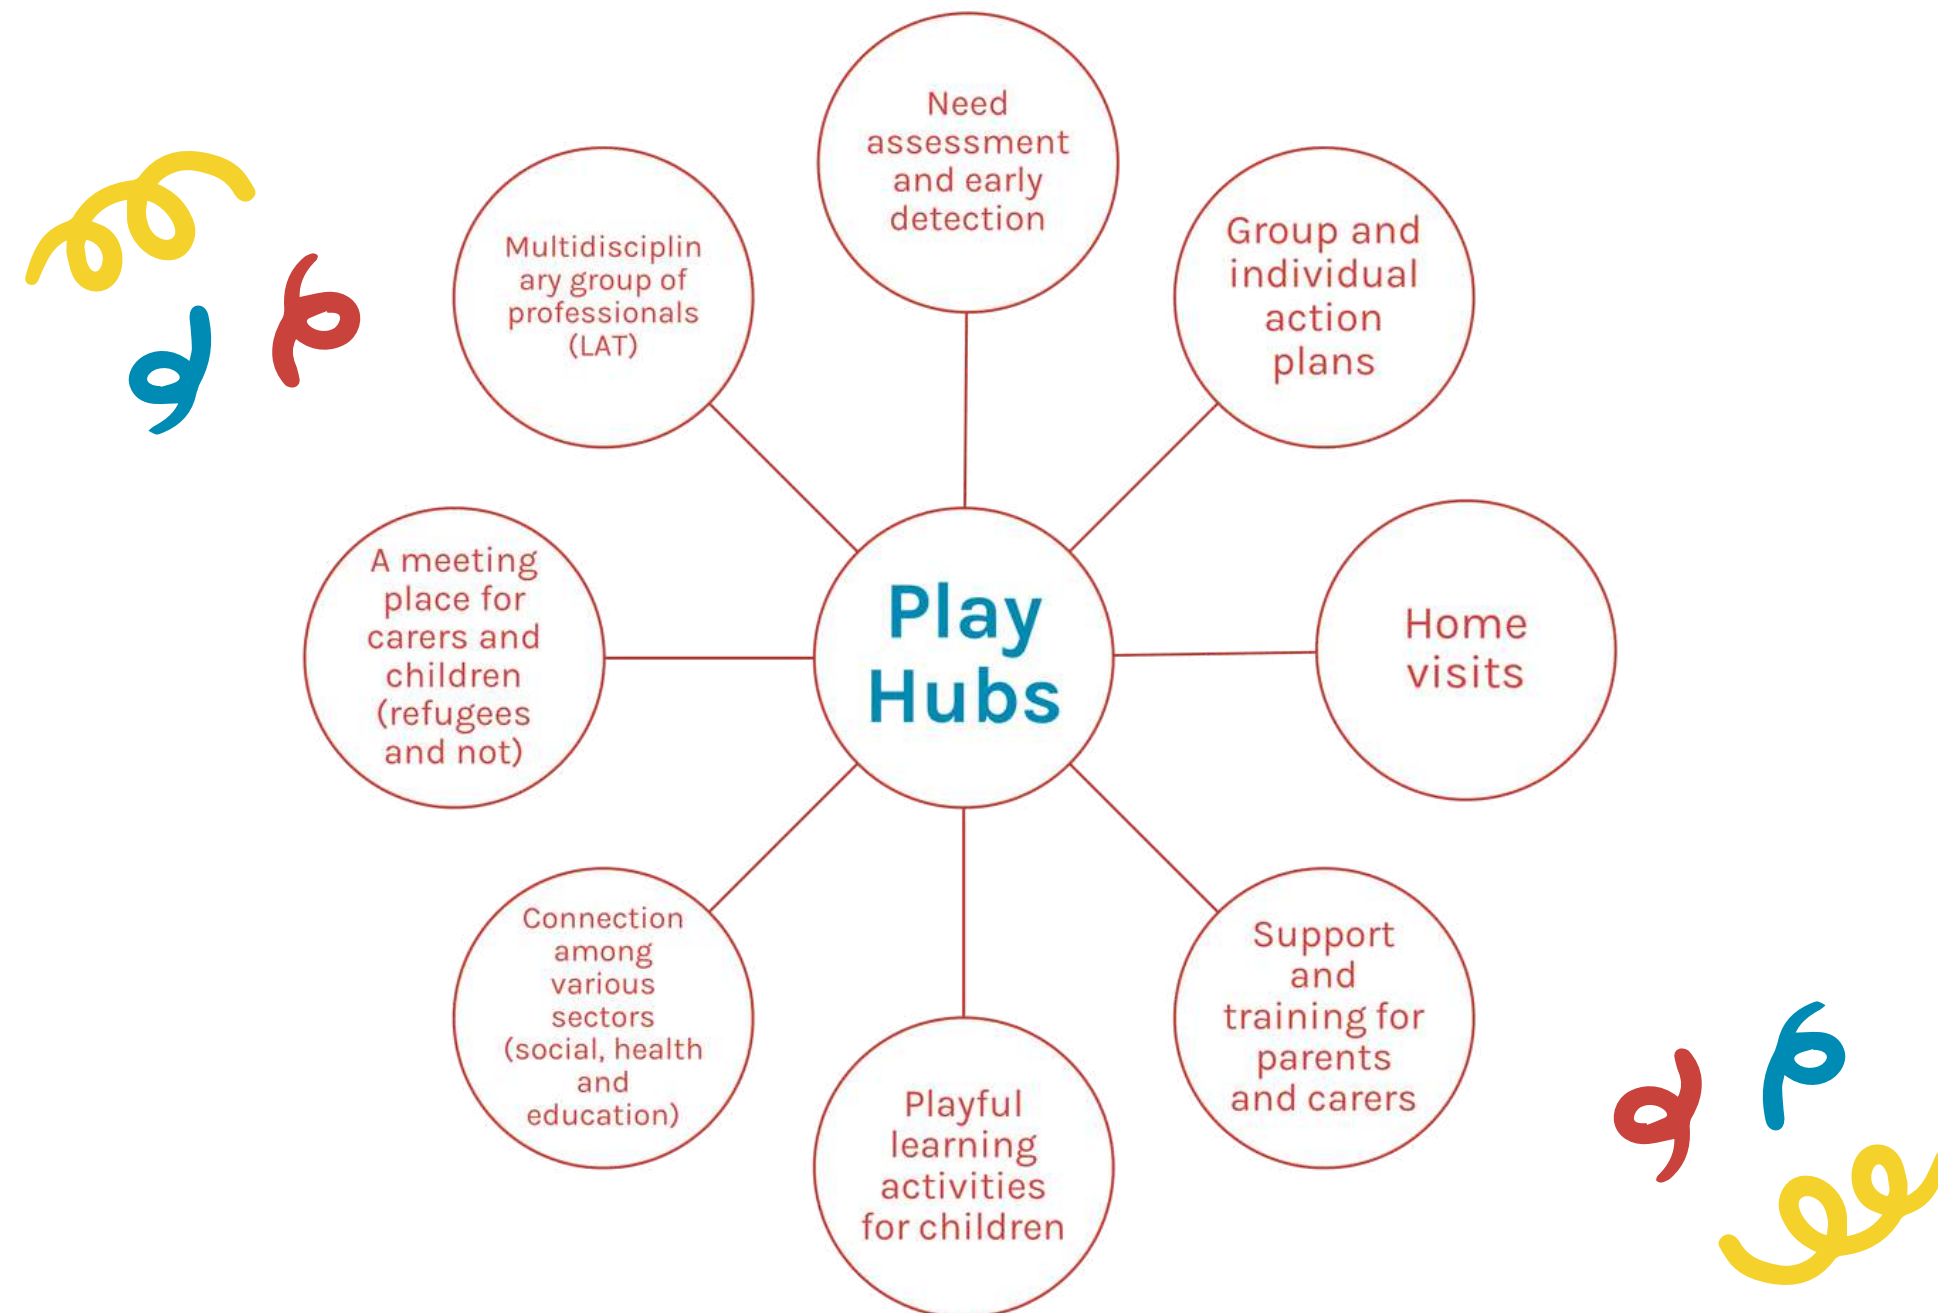 Need
assessment
and early
detection
Group and
individual
action
plans
Home
visits
Support
and
training for
parents
and carers
Playful
learning
activities
for children
Connection
among
various
sectors
(social, health
and
education)
A meeting
place for
carers and
children
(refugees
and not)
Multidisciplin
ary group of
professionals
(LAT)
Play
Hubs